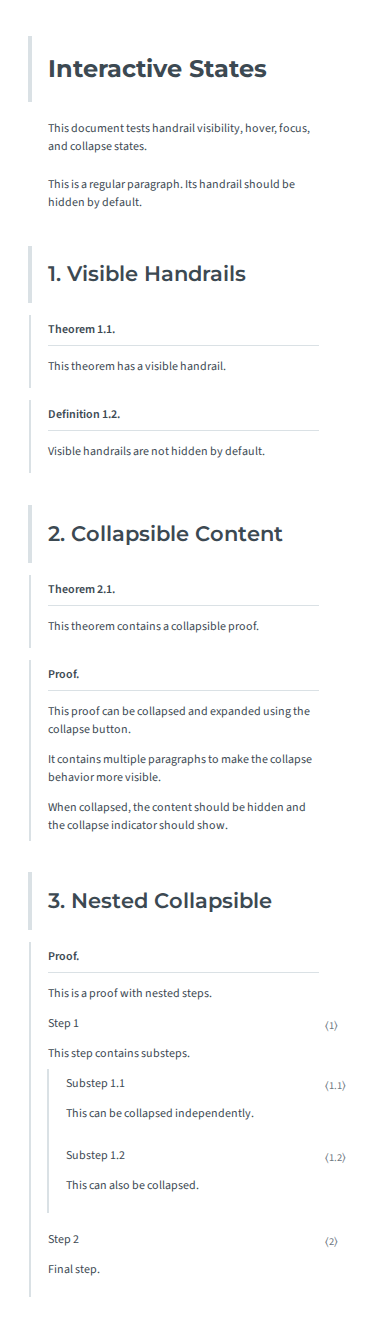 Interactive States
This document tests handrail visibility, hover, focus,
and collapse states.
This is a regular paragraph. Its handrail should be
hidden by default.
1. Visible Handrails
Theorem 1.1.
This theorem has a visible handrail.
Definition 1.2.
Visible handrails are not hidden by default.
2. Collapsible Content
Theorem 2.1.
This theorem contains a collapsible proof.
Proof.
This proof can be collapsed and expanded using the
collapse button.
It contains multiple paragraphs to make the collapse
behavior more visible.
When collapsed, the content should be hidden and
the collapse indicator should show.
3. Nested Collapsible
Proof.
This is a proof with nested steps.
Step 1 ⟨1⟩
This step contains substeps.
Substep 1.1 ⟨1.1⟩
This can be collapsed independently.
Substep 1.2 ⟨1.2⟩
This can also be collapsed.
Step 2 ⟨2⟩
Final step.